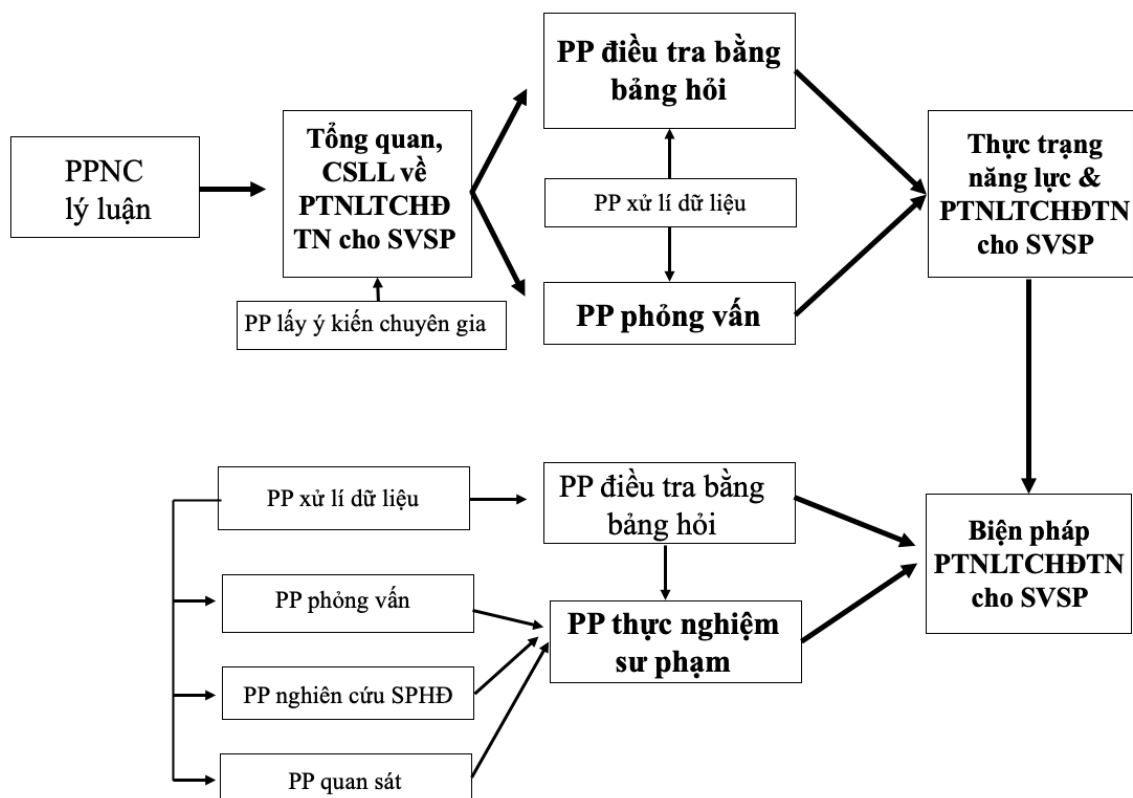 PPNC
lý luận
Tổng quan,
CSLL về
PTNLTCHĐ
TN cho SVSP
PP lấy ý kiến chuyên gia
PP điều tra bằng
bảng hỏi
PP xử lí dữ liệu
PP phỏng vấn
Thực trạng
năng lực &
PTNLTCHĐTN
cho SVSP
PP xử lí dữ liệu
PP điều tra bằng
bảng hỏi
PP phỏng vấn
PP thực nghiệm
sư phạm
PP nghiên cứu SPHĐ
PP quan sát
Biện pháp
PTNLTCHĐTN
cho SVSP